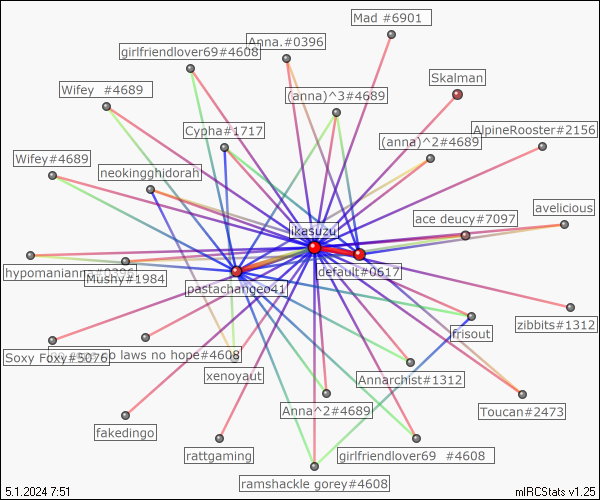 Mad #6901
Anna.#0396
girlfriendlover69#4608
Skalman
Wifey #4689
(anna)^3#4689
Cypha#1717
AlpineRooster#2156
(anna)^2#4689
Wifey#4689
neokingghidorah
avelicious
ace deucy#7097
ikasuzu
default#0617
hypomanianna#0396
Mushy#1984
pastachangeo41
zibbits#1312
frisout
Soxy Foxy#5076
no laws no hope#4608
xenoyaut
Annarchist#1312
Anna^2#4689
Toucan#2473
fakedingo
rattgaming
girlfriendlover69 #4608
ramshackle gorey#4608
5.1.2024 7:51
mIRCStats v1.25